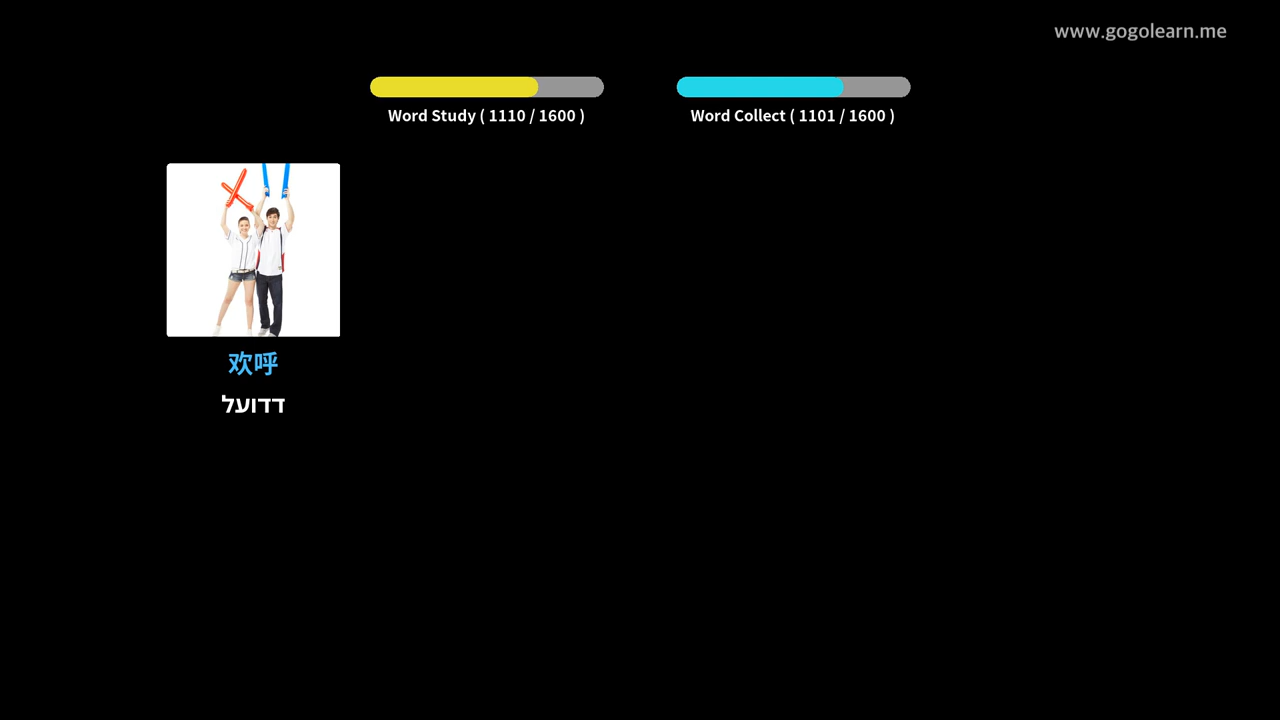 www.gogolearn.me
Word Study ( 1110 / 1600 )
Word Collect ( 1101 / 1600 )
欢呼
דדועל